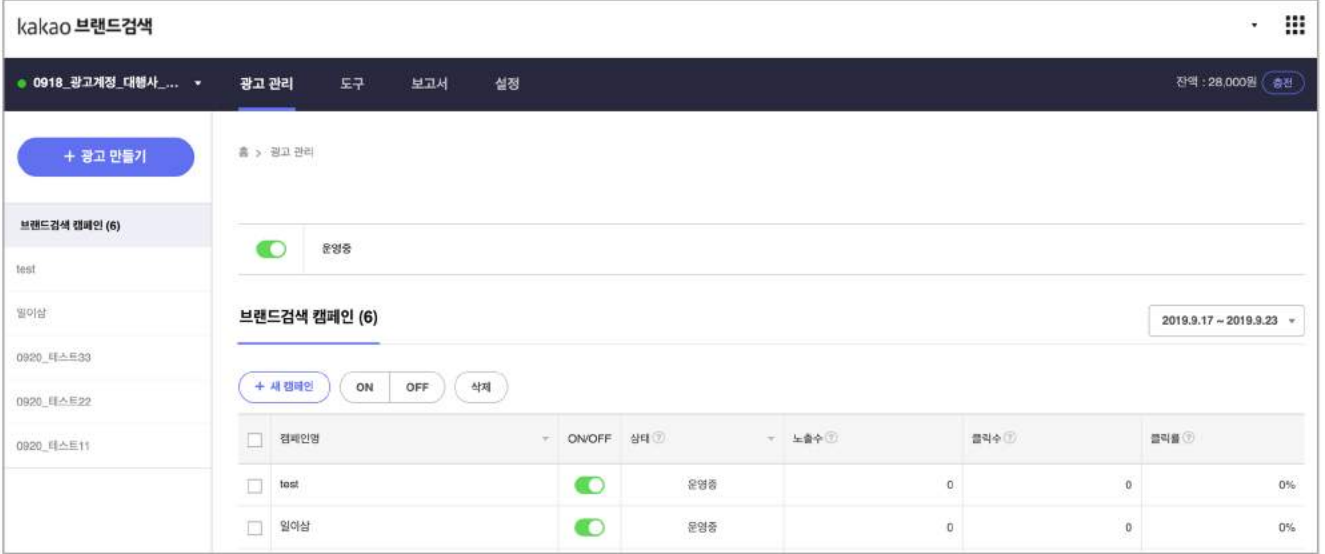 kakao 브랜드검색
0918_광고계정_대행사_... 광고 관리 도구 보고서 설정 잔액 : 28,000원 충전
+ 광고 만들기
홈 > 광고 관리
브랜드검색 캠페인 (6)
test
일이삼
0920_테스트33
0920_테스트22
0920_테스트11
운영중
브랜드검색 캠페인 (6) 2019.9.17 ~ 2019.9.23
+ 새 캠페인 ON OFF 삭제
캠페인명 ON/OFF 상태 ? 노출수 ? 클릭수 ? 클릭률 ?
test 운영중 0 0 0%
일이삼 운영중 0 0 0%